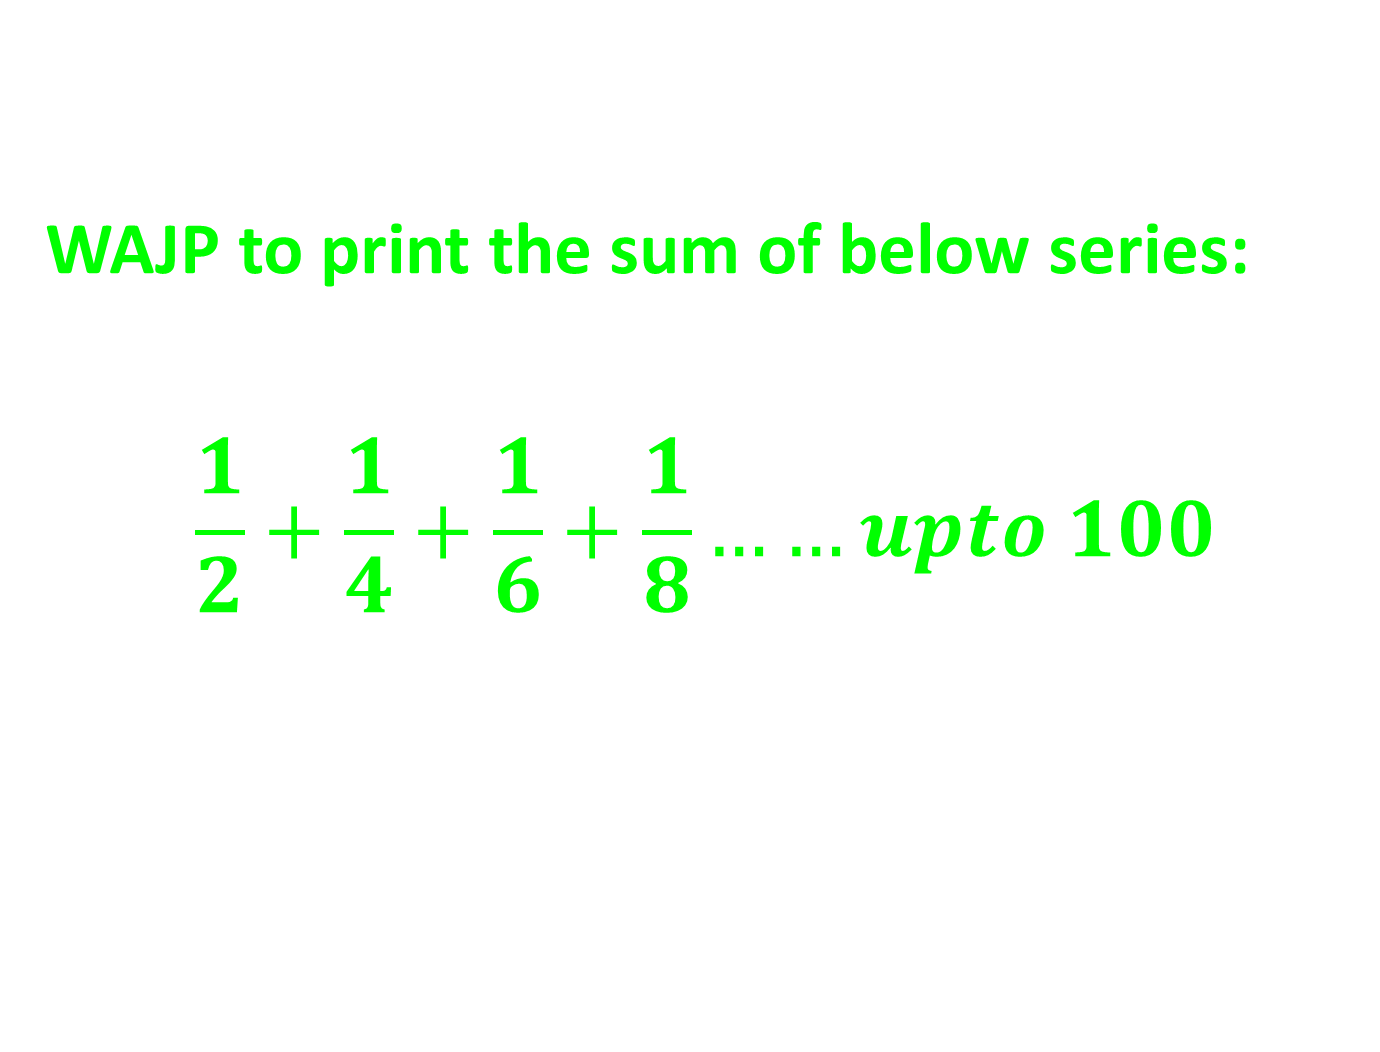 WAJP to print the sum of below series:
1/2 + 1/4 + 1/6 + 1/8 ... ... upto 100